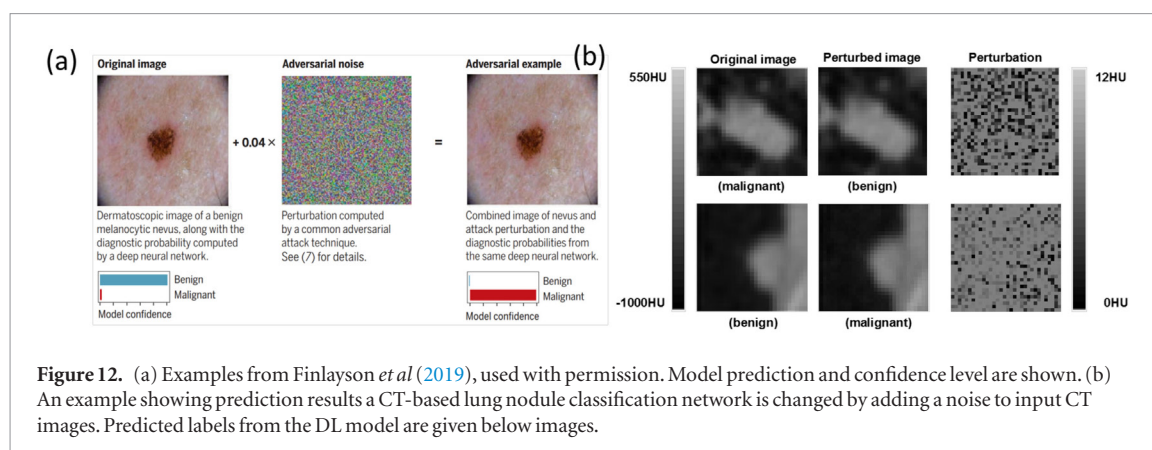 (a)
Original image
Adversarial noise
Adversarial example
+ 0.04 ×
=
Dermatoscopic image of a benign
melanocytic nevus, along with the
diagnostic probability computed
by a deep neural network.
Perturbation computed
by a common adversarial
attack technique.
See (7) for details.
Combined image of nevus and
attack perturbation and the
diagnostic probabilities from
the same deep neural network.
Benign
Malignant
Model confidence
Benign
Malignant
Model confidence
(b)
Original image
Perturbed image
Perturbation
550HU
12HU
(malignant)
(benign)
-1000HU
0HU
(benign)
(malignant)
Figure 12. (a) Examples from Finlayson et al (2019), used with permission. Model prediction and confidence level are shown. (b)
An example showing prediction results a CT-based lung nodule classification network is changed by adding a noise to input CT
images. Predicted labels from the DL model are given below images.